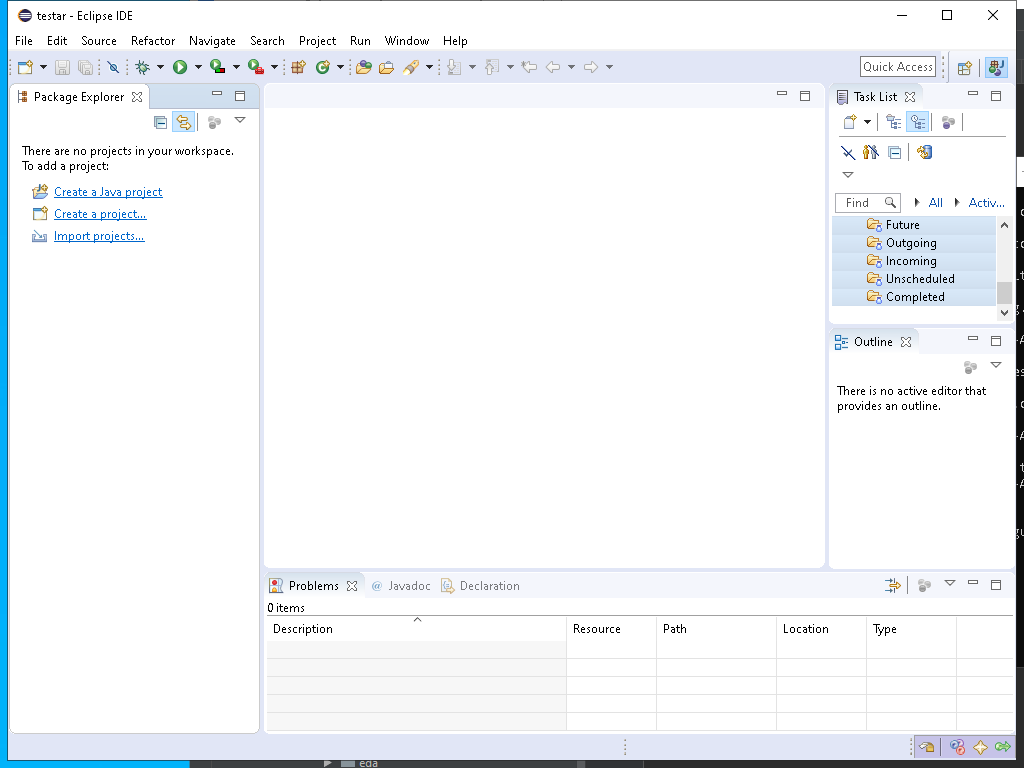 testar - Eclipse IDE
File Edit Source Refactor Navigate Search Project Run Window Help
Quick Access
Package Explorer
There are no projects in your workspace.
To add a project:
Create a Java project
Create a project...
Import projects...
Task List
Find All Activ...
Future
Outgoing
Incoming
Unscheduled
Completed
Outline
There is no active editor that
provides an outline.
Problems @ Javadoc Declaration
0 items
Description Resource Path Location Type
eda